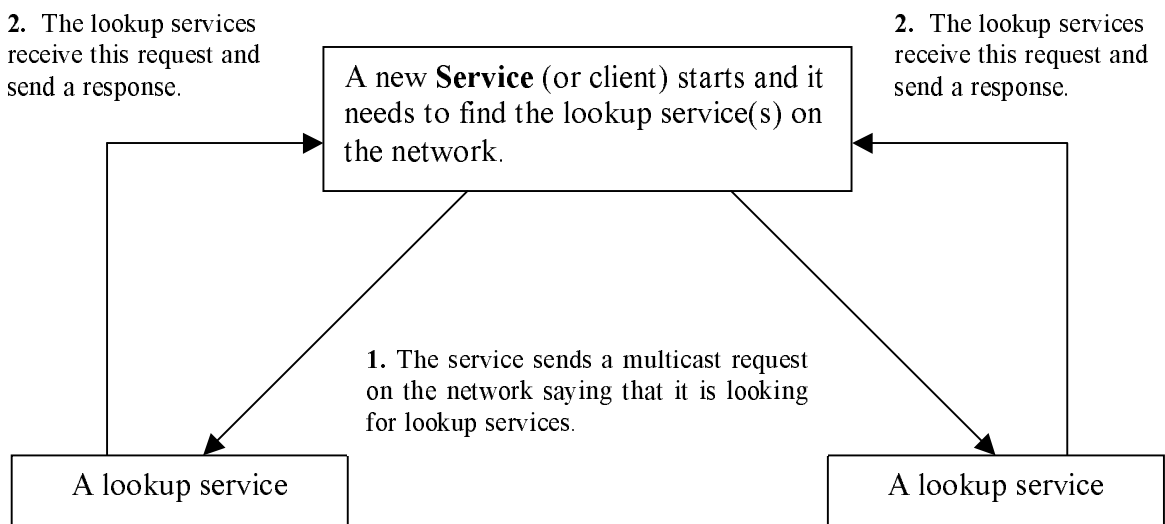 2. The lookup services
receive this request and
send a response.
2. The lookup services
receive this request and
send a response.
A new Service (or client) starts and it
needs to find the lookup service(s) on
the network.
1. The service sends a multicast request
on the network saying that it is looking
for lookup services.
A lookup service
A lookup service